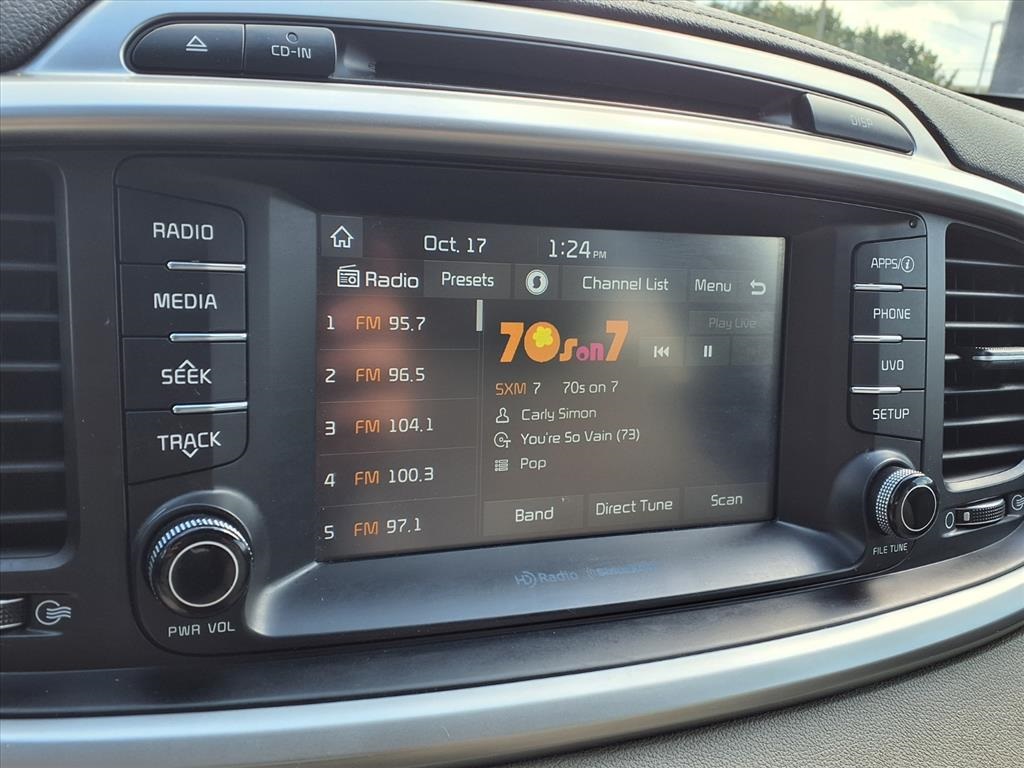 CD-IN
DISP
RADIO
MEDIA
SEEK
TRACK
PWR VOL
Oct. 17 1:24 PM
Radio Presets Channel List Menu
1 FM 95.7
2 FM 96.5
3 FM 104.1
4 FM 100.3
5 FM 97.1
Play Live
70s on 7
SXM 7 70s on 7
Carly Simon
You're So Vain (73)
Pop
Band Direct Tune Scan
HD Radio SiriusXM
APPS/i
PHONE
UVO
SETUP
FILE TUNE